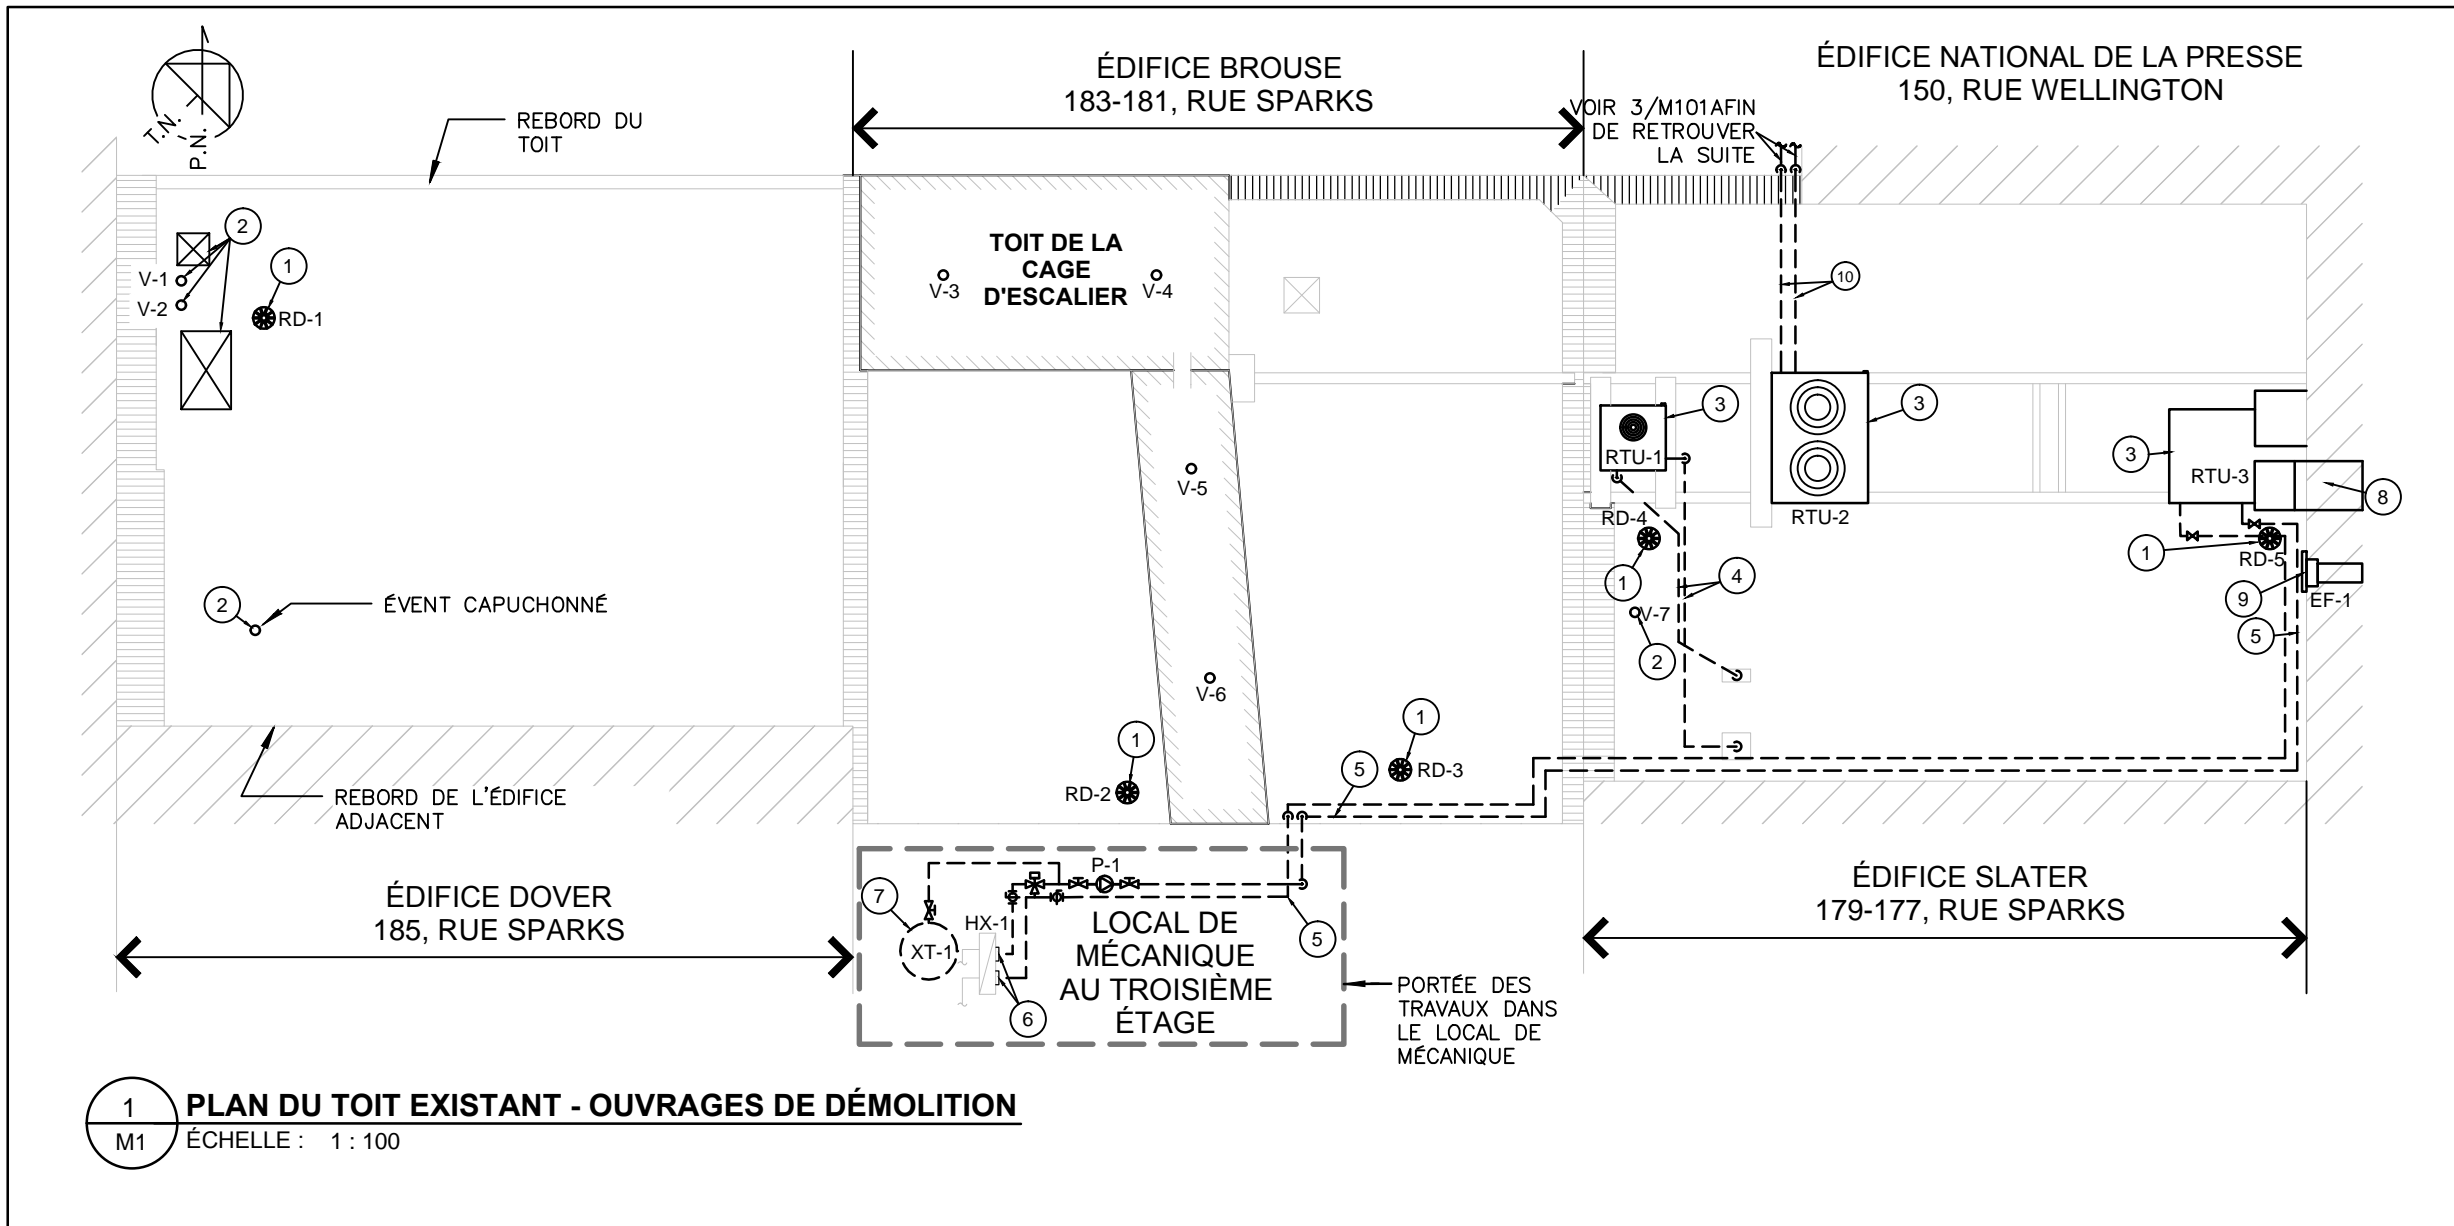 ÉDIFICE BROUSE
183-181, RUE SPARKS
ÉDIFICE NATIONAL DE LA PRESSE
150, RUE WELLINGTON
VOIR 3/M101AFIN
DE RETROUVER
LA SUITE
T.N.
P.N.
REBORD DU
TOIT
2
1
V-1
V-2
RD-1
TOIT DE LA
CAGE
D'ESCALIER
V-3
V-4
10
3
3
RTU-1
RTU-2
3
RTU-3
8
V-5
RD-4
1
4
1
RD-5
9
EF-1
5
V-7
2
2
ÉVENT CAPUCHONNÉ
V-6
1
RD-2
1
RD-3
5
REBORD DE L'ÉDIFICE
ADJACENT
ÉDIFICE DOVER
185, RUE SPARKS
P-1
7
HX-1
XT-1
6
5
LOCAL DE
MÉCANIQUE
AU TROISIÈME
ÉTAGE
PORTÉE DES
TRAVAUX DANS
LE LOCAL DE
MÉCANIQUE
ÉDIFICE SLATER
179-177, RUE SPARKS
1
M1
PLAN DU TOIT EXISTANT - OUVRAGES DE DÉMOLITION
ÉCHELLE : 1 : 100